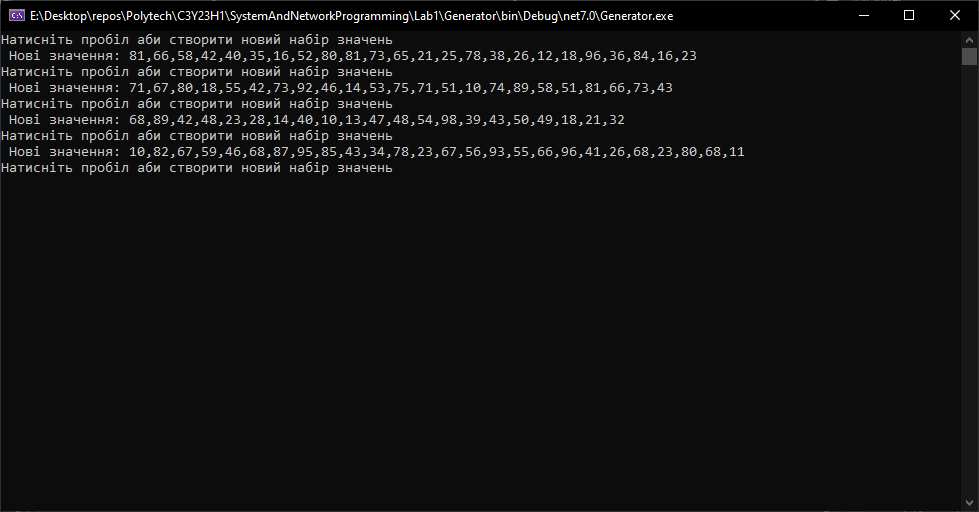 E:\Desktop\repos\Polytech\C3Y23H1\SystemAndNetworkProgramming\Lab1\Generator\bin\Debug\net7.0\Generator.exe
Натисніть пробіл аби створити новий набір значень
Нові значення: 81,66,58,42,40,35,16,52,80,81,73,65,21,25,78,38,26,12,18,96,36,84,16,23
Натисніть пробіл аби створити новий набір значень
Нові значення: 71,67,80,18,55,42,73,92,46,14,53,75,71,51,10,74,89,58,51,81,66,73,43
Натисніть пробіл аби створити новий набір значень
Нові значення: 68,89,42,48,23,28,14,40,10,13,47,48,54,98,39,43,50,49,18,21,32
Натисніть пробіл аби створити новий набір значень
Нові значення: 10,82,67,59,46,68,87,95,85,43,34,78,23,67,56,93,55,66,96,41,26,68,23,80,68,11
Натисніть пробіл аби створити новий набір значень